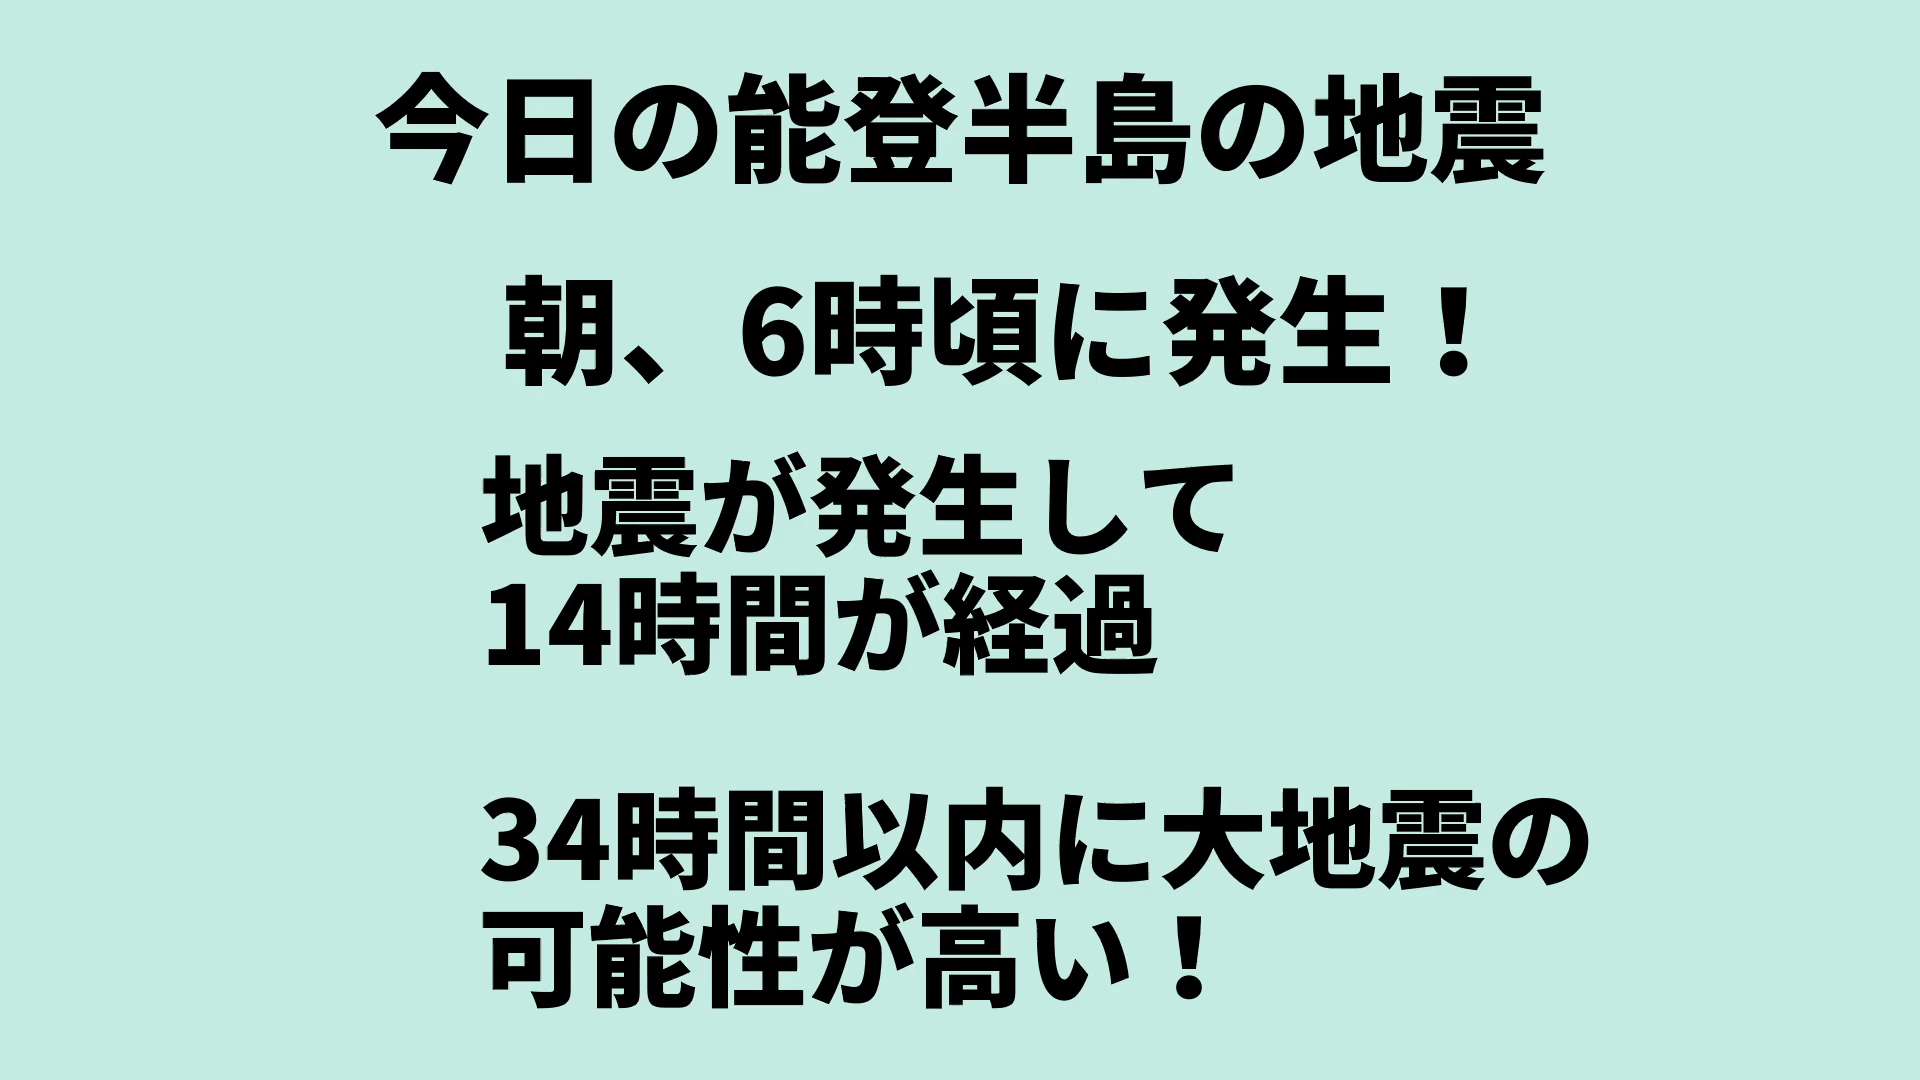 今日の能登半島の地震
朝、6時頃に発生！
地震が発生して
14時間が経過
34時間以内に大地震の
可能性が高い！